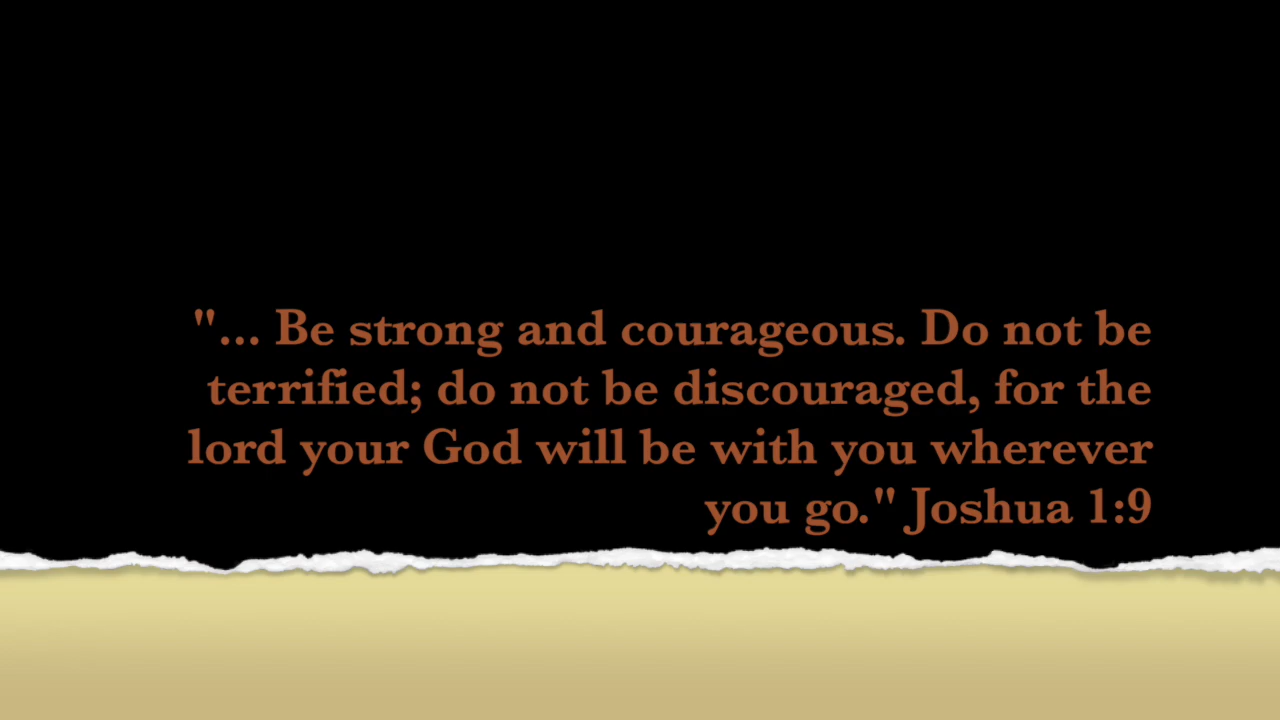 "... Be strong and courageous. Do not be
terrified; do not be discouraged, for the
lord your God will be with you wherever
you go." Joshua 1:9